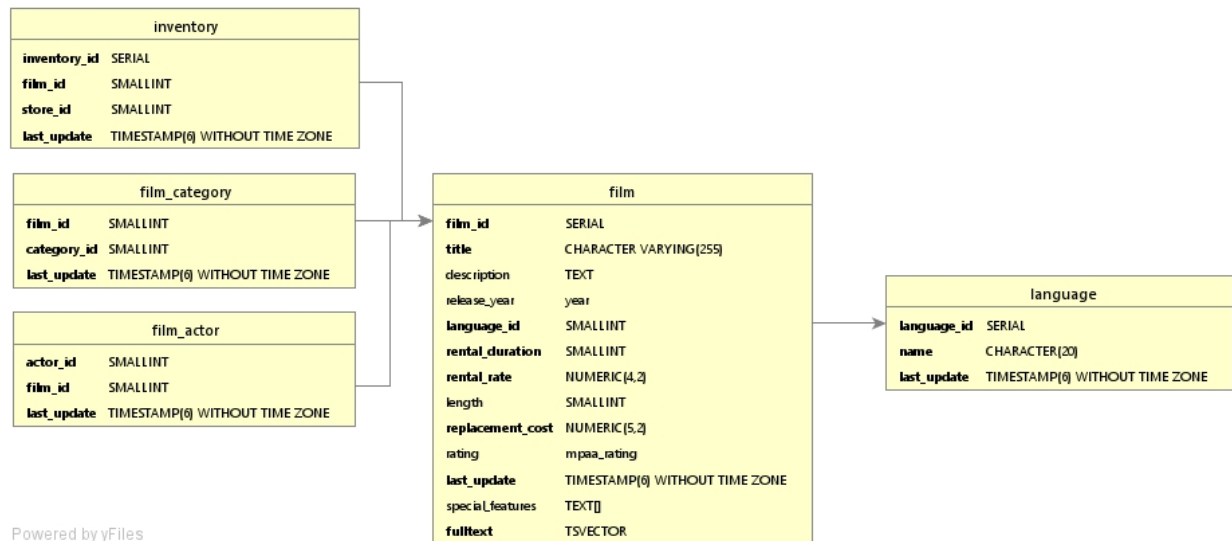 inventory
inventory_id SERIAL
film_id SMALLINT
store_id SMALLINT
last_update TIMESTAMP(6) WITHOUT TIME ZONE
film_category
film_id SMALLINT
category_id SMALLINT
last_update TIMESTAMP(6) WITHOUT TIME ZONE
film_actor
actor_id SMALLINT
film_id SMALLINT
last_update TIMESTAMP(6) WITHOUT TIME ZONE
film
film_id SERIAL
title CHARACTER VARYING(255)
description TEXT
release_year year
language_id SMALLINT
rental_duration SMALLINT
rental_rate NUMERIC(4,2)
length SMALLINT
replacement_cost NUMERIC(5,2)
rating mpaa_rating
last_update TIMESTAMP(6) WITHOUT TIME ZONE
special_features TEXT[]
fulltext TSVECTOR
language
language_id SERIAL
name CHARACTER(20)
last_update TIMESTAMP(6) WITHOUT TIME ZONE
Powered by yFiles